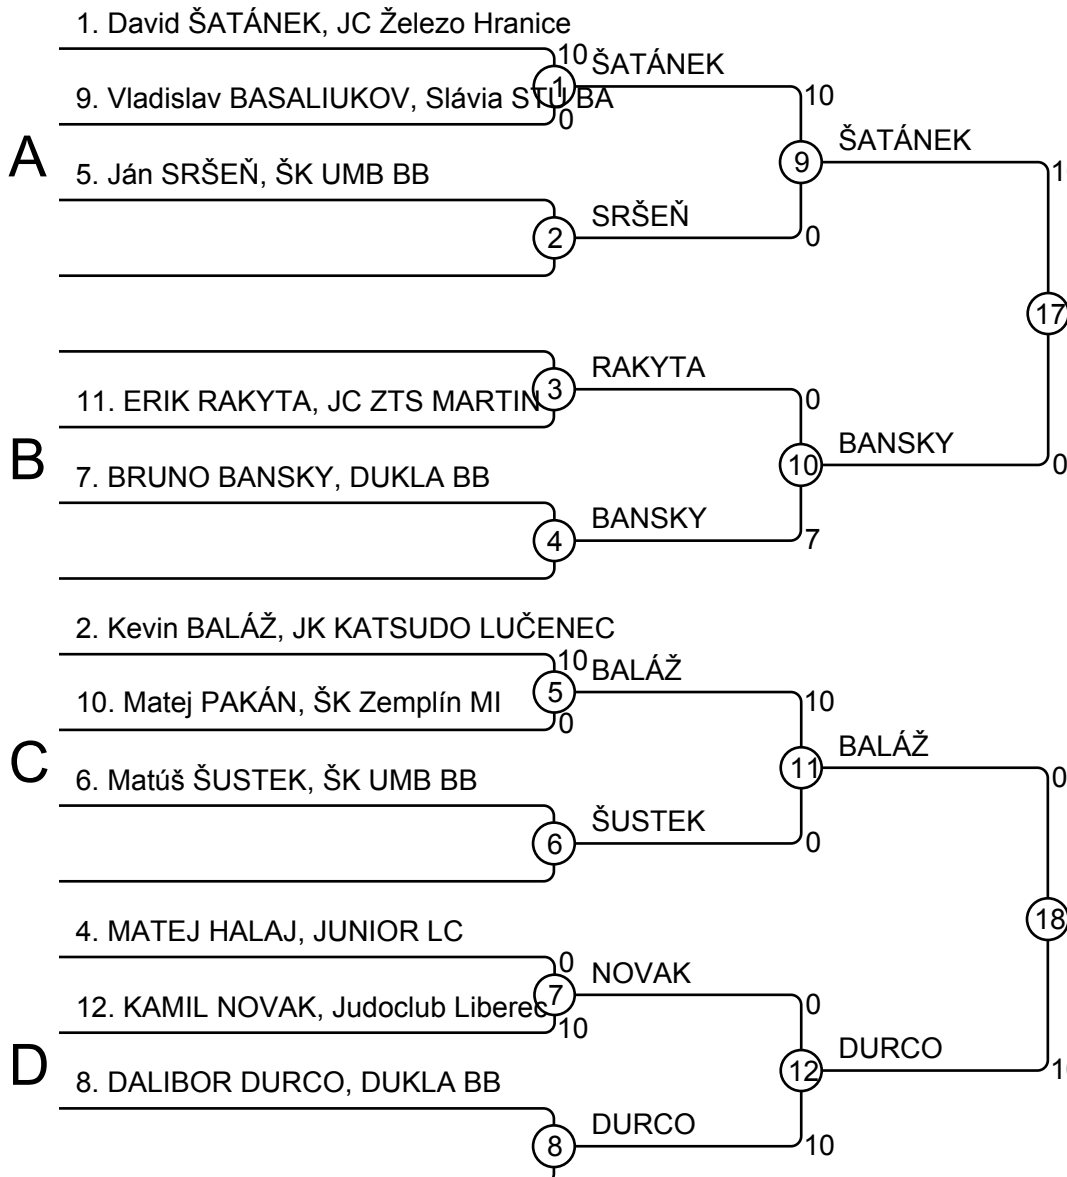 1. David ŠATÁNEK, JC Železo Hranice
10
ŠATÁNEK
1
10
9. Vladislav BASALIUKOV, Slávia STU BA
0
ŠATÁNEK
A
9
5. Ján SRŠEŇ, ŠK UMB BB
SRŠEŇ
2
0
17
RAKYTA
3
0
11. ERIK RAKYTA, JC ZTS MARTIN
BANSKY
B
10
0
7. BRUNO BANSKY, DUKLA BB
BANSKY
4
7
2. Kevin BALÁŽ, JK KATSUDO LUČENEC
10
BALÁŽ
5
10
10. Matej PAKÁN, ŠK Zemplín MI
0
BALÁŽ
C
11
0
6. Matúš ŠUSTEK, ŠK UMB BB
ŠUSTEK
6
0
18
4. MATEJ HALAJ, JUNIOR LC
0
NOVAK
7
0
12. KAMIL NOVAK, Judoclub Liberec
10
DURCO
D
12
8. DALIBOR DURCO, DUKLA BB
DURCO
8
10